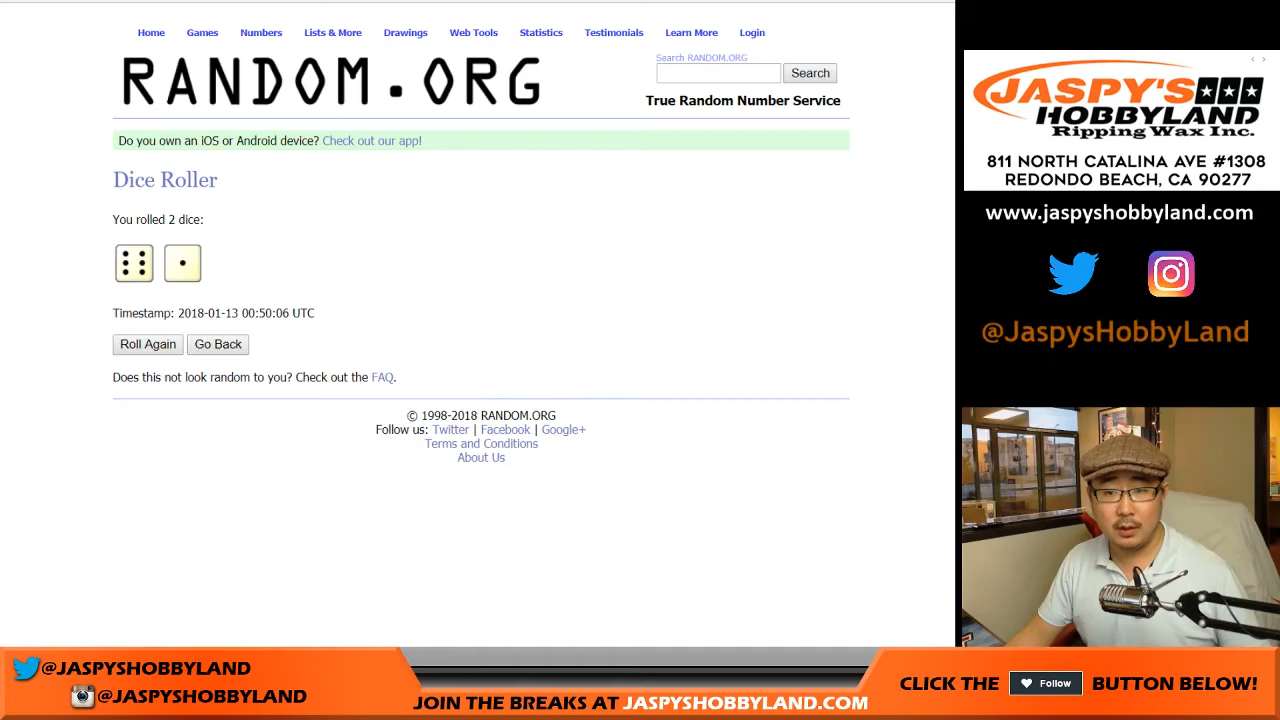 Home Games Numbers Lists & More Drawings Web Tools Statistics Testimonials Learn More Login
RANDOM.ORG
Search RANDOM.ORG
Search
True Random Number Service
Do you own an iOS or Android device? Check out our app!
Dice Roller
You rolled 2 dice:
Timestamp: 2018-01-13 00:50:06 UTC
Roll Again Go Back
Does this not look random to you? Check out the FAQ.
© 1998-2018 RANDOM.ORG
Follow us: Twitter | Facebook | Google+
Terms and Conditions
About Us
JASPY'S
HOBBYLAND
Ripping Wax Inc.
811 NORTH CATALINA AVE #1308
REDONDO BEACH, CA 90277
www.jaspyshobbyland.com
@JaspysHobbyLand
@JASPYSHOBBYLAND
@JASPYSHOBBYLAND
JOIN THE BREAKS AT JASPYSHOBBYLAND.COM
CLICK THE Follow BUTTON BELOW!